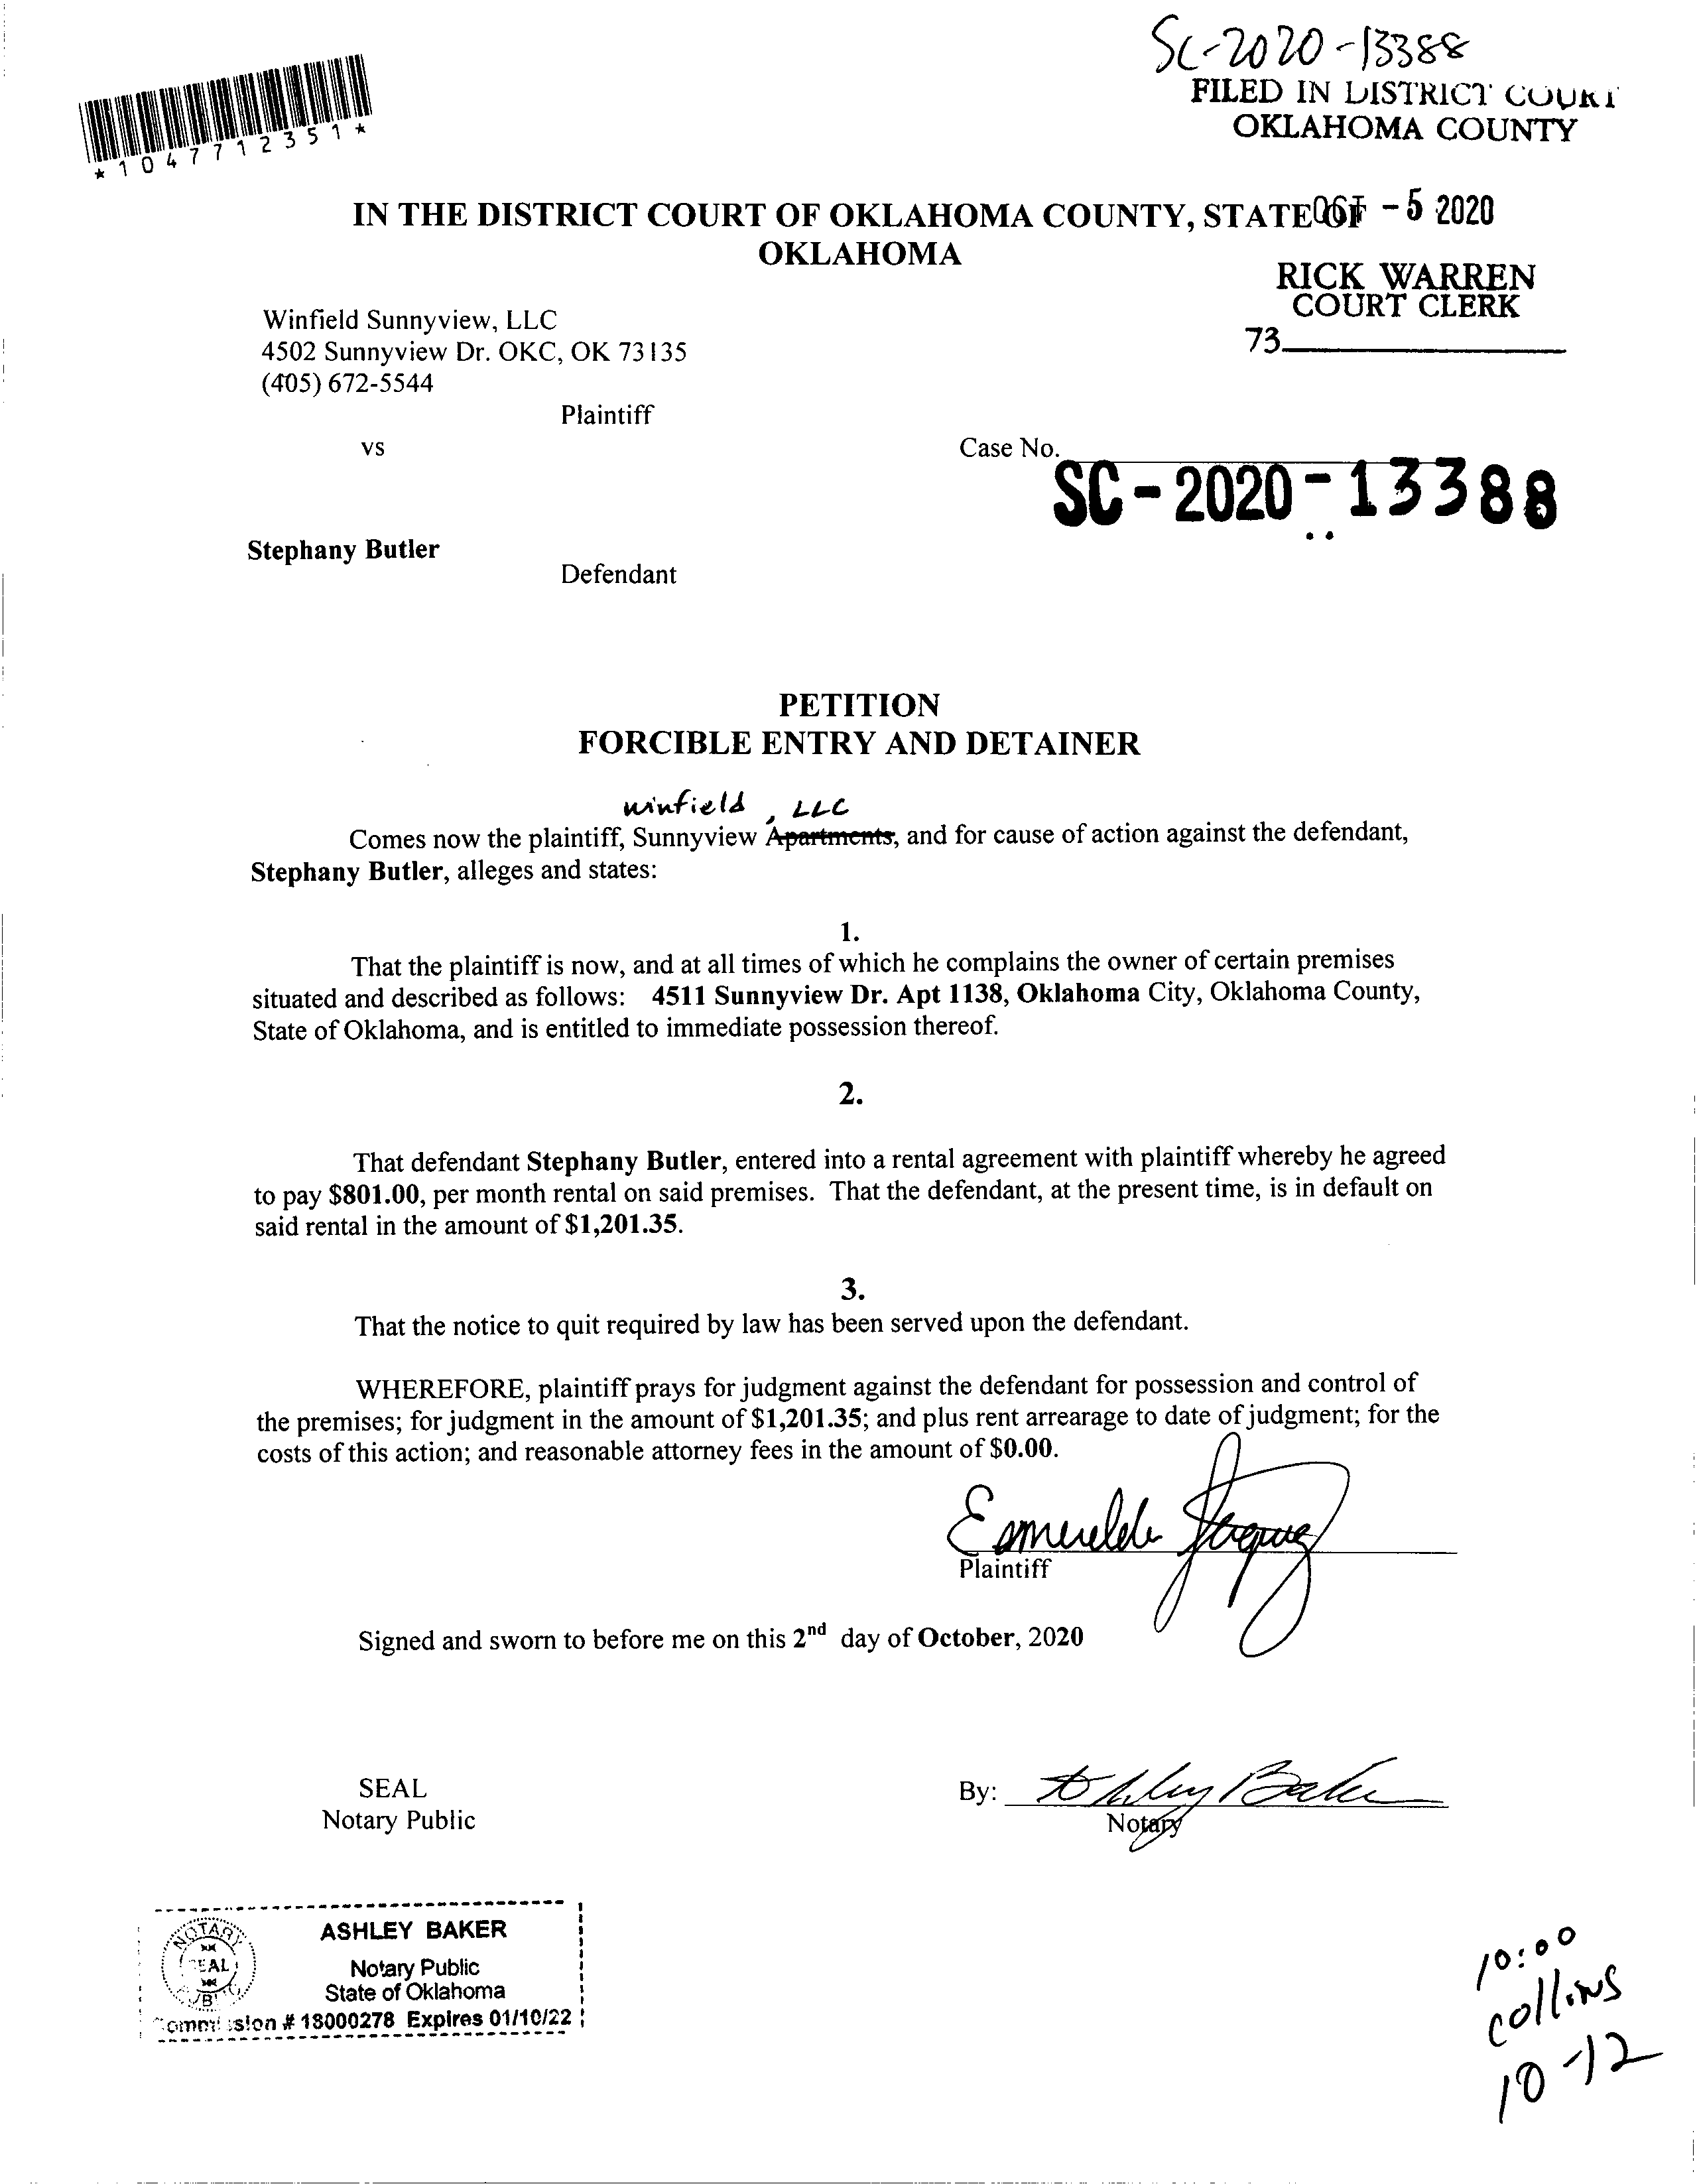 SC-2020-13388
FILED IN DISTRICT COURT
OKLAHOMA COUNTY
*1047712351*
IN THE DISTRICT COURT OF OKLAHOMA COUNTY, STATE OF
OKLAHOMA
OCT - 5 2020
RICK WARREN
COURT CLERK
73
Winfield Sunnyview, LLC
4502 Sunnyview Dr. OKC, OK 73135
(405) 672-5544
Plaintiff
vs
Case No.
SC-2020-13388
Stephany Butler
Defendant
PETITION
FORCIBLE ENTRY AND DETAINER
winfield , LLC
Comes now the plaintiff, Sunnyview Apartments, and for cause of action against the defendant,
Stephany Butler, alleges and states:
1.
That the plaintiff is now, and at all times of which he complains the owner of certain premises
situated and described as follows: 4511 Sunnyview Dr. Apt 1138, Oklahoma City, Oklahoma County,
State of Oklahoma, and is entitled to immediate possession thereof.
2.
That defendant Stephany Butler, entered into a rental agreement with plaintiff whereby he agreed
to pay $801.00, per month rental on said premises. That the defendant, at the present time, is in default on
said rental in the amount of $1,201.35.
3.
That the notice to quit required by law has been served upon the defendant.
WHEREFORE, plaintiff prays for judgment against the defendant for possession and control of
the premises; for judgment in the amount of $1,201.35; and plus rent arrearage to date of judgment; for the
costs of this action; and reasonable attorney fees in the amount of $0.00.
Plaintiff
Signed and sworn to before me on this 2nd day of October, 2020
SEAL
Notary Public
By: Ashley Baker
Notary
NOTARY
SEAL
ASHLEY BAKER
Notary Public
State of Oklahoma
Commission # 18000278 Expires 01/10/22
10:00
collins
10-12